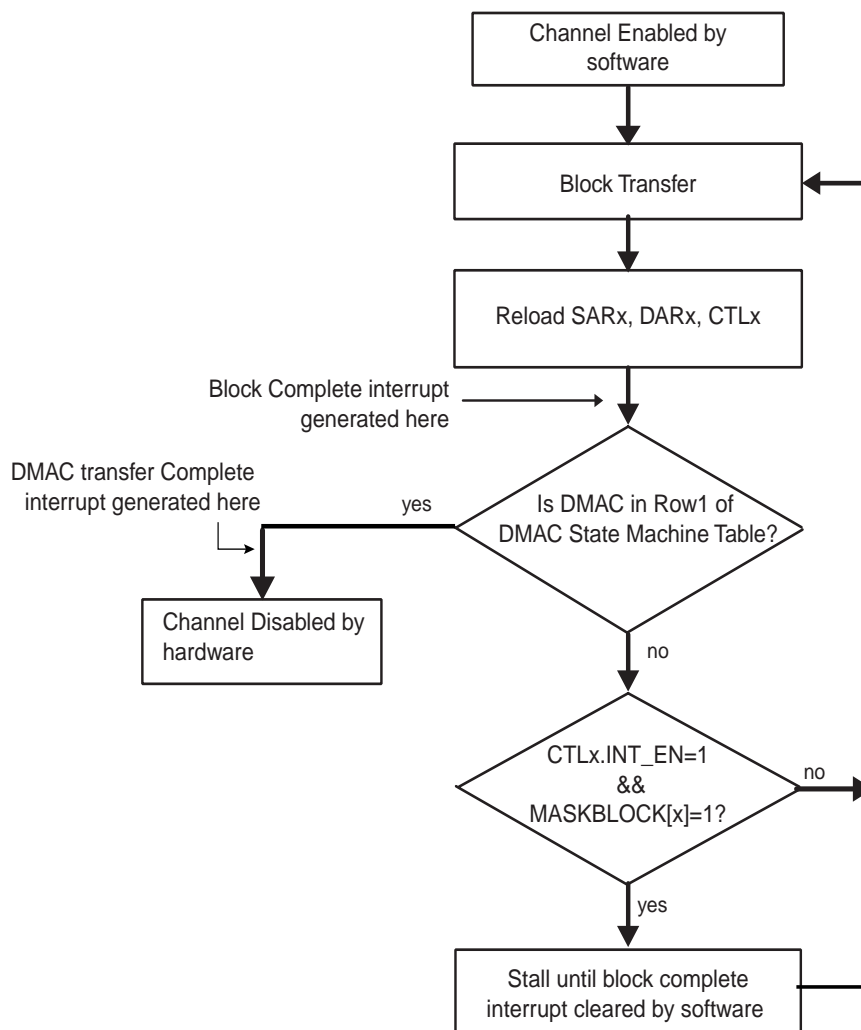 Channel Enabled by
software
Block Transfer
Reload SARx, DARx, CTLx
Block Complete interrupt
generated here
DMAC transfer Complete
interrupt generated here
yes
Is DMAC in Row1 of
DMAC State Machine Table?
Channel Disabled by
hardware
no
CTLx.INT_EN=1
&&
MASKBLOCK[x]=1?
no
yes
Stall until block complete
interrupt cleared by software